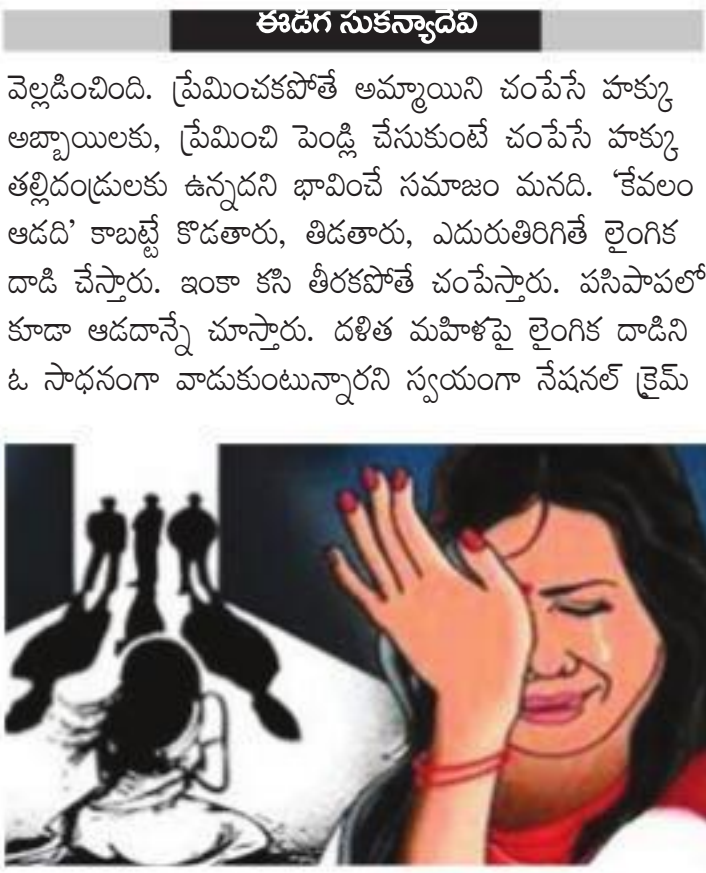 ఈడిగ సుకన్యాదేవి
వెల్లడించింది. ప్రేమించకపోతే అమ్మాయిని చంపేసే హక్కు
అబ్బాయిలకు, ప్రేమించి పెండ్లి చేసుకుంటే చంపేసే హక్కు
తల్లిదండ్రులకు ఉన్నదని భావించే సమాజం మనది. ‘కేవలం
ఆడది’ కాబట్టే కొడతారు, తిడతారు, ఎదురుతిరిగితే లైంగిక
దాడి చేస్తారు. ఇంకా కసి తీరకపోతే చంపేస్తారు. పసిపాపలో
కూడా ఆడదాన్నే చూస్తారు. దళిత మహిళపై లైంగిక దాడిని
ఓ సాధనంగా వాడుకుంటున్నారని స్వయంగా నేషనల్ క్రైమ్